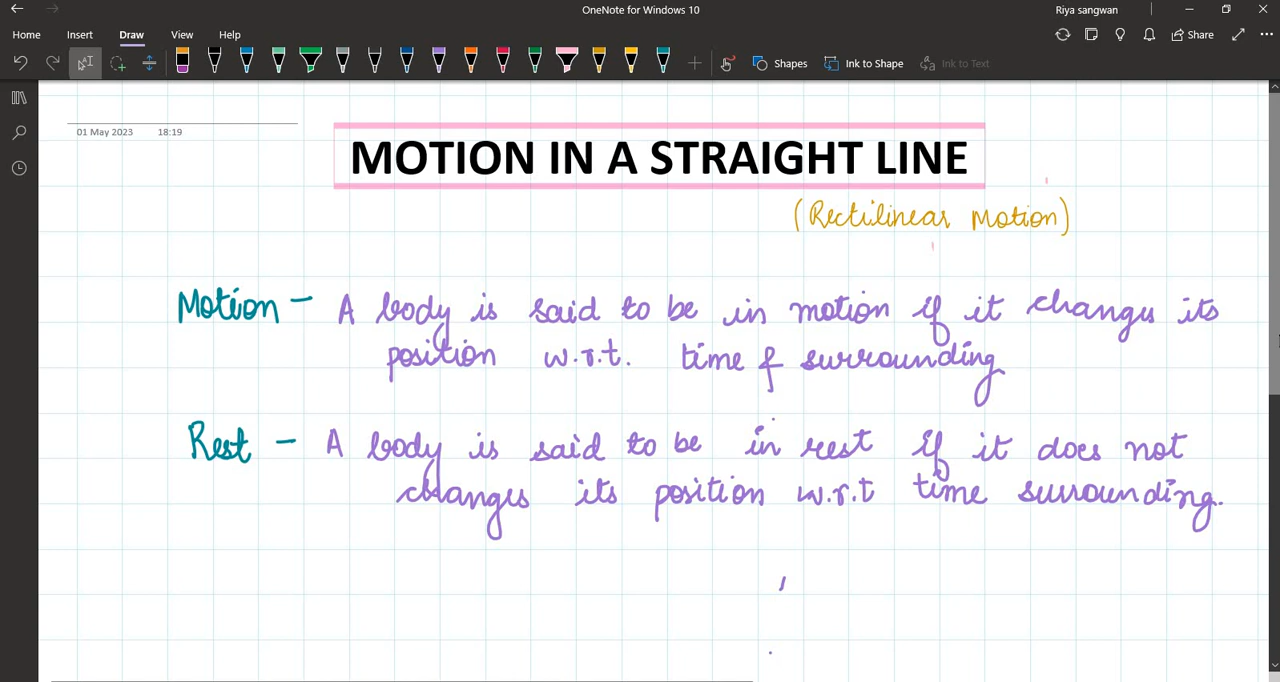 OneNote for Windows 10
Riya sangwan
Home Insert Draw View Help
Share
Shapes Ink to Shape Ink to Text
01 May 2023 18:19
MOTION IN A STRAIGHT LINE
(Rectilinear Motion)
Motion - A body is said to be in motion if it changes its
position w.r.t. time & surrounding
Rest - A body is said to be in rest if it does not
changes its position w.r.t time surrounding.